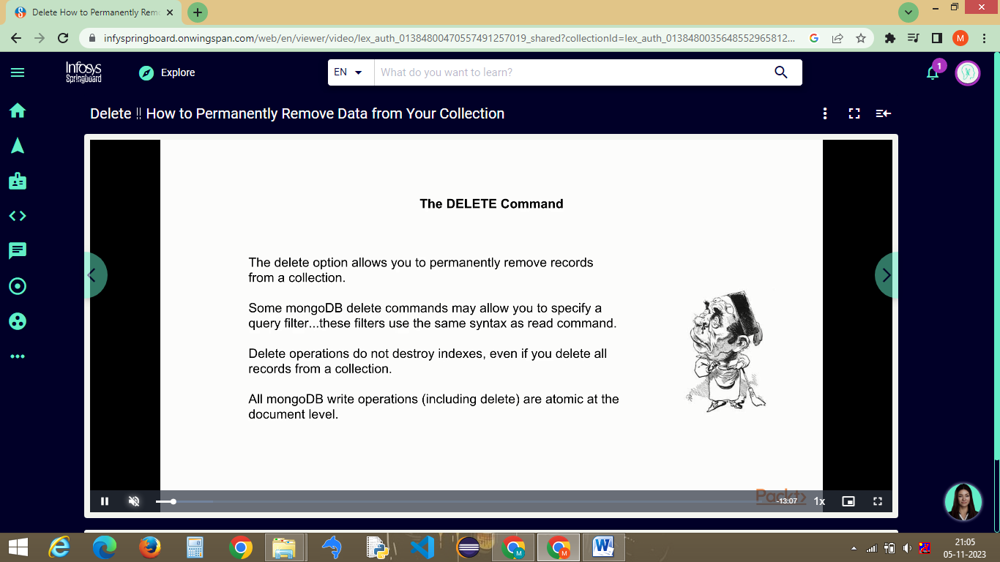 Delete How to Permanently Rem
infyspringboard.onwingspan.com/web/en/viewer/video/lex_auth_01384800470557491257019_shared?collectionId=lex_auth_0138480035648552965812...
M
Infosys
Springboard
Explore
EN
What do you want to learn?
1
Delete !! How to Permanently Remove Data from Your Collection
The DELETE Command
The delete option allows you to permanently remove records
from a collection.
Some mongoDB delete commands may allow you to specify a
query filter...these filters use the same syntax as read command.
Delete operations do not destroy indexes, even if you delete all
records from a collection.
All mongoDB write operations (including delete) are atomic at the
document level.
Packt>
-13:07
1x
21:05
05-11-2023